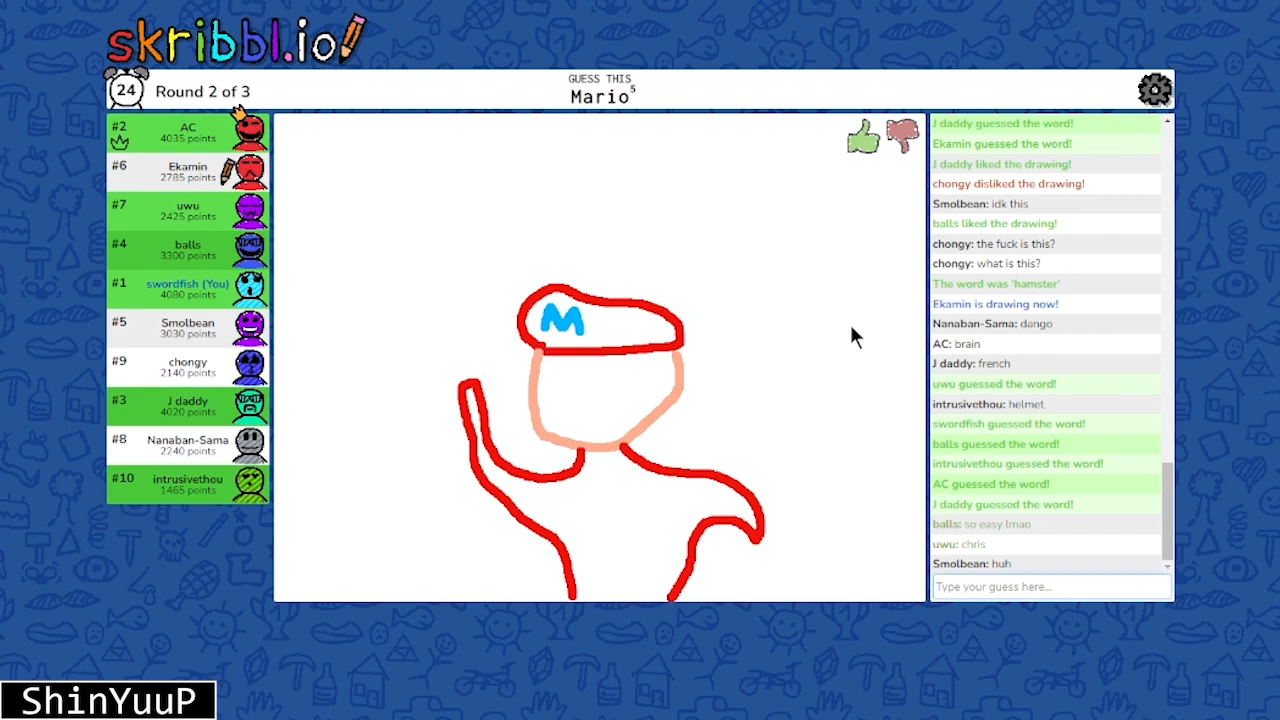 skribbl.io
24
Round 2 of 3
GUESS THIS
Mario5
#2
AC
4035 points
#6
Ekamin
2785 points
#7
uwu
2425 points
#4
balls
3300 points
#1
swordfish (You)
4080 points
#5
Smolbean
3030 points
#9
chongy
2140 points
#3
J daddy
4020 points
#8
Nanaban-Sama
2240 points
#10
intrusivethou
1465 points
M
J daddy guessed the word!
Ekamin guessed the word!
J daddy liked the drawing!
chongy disliked the drawing!
Smolbean: idk this
balls liked the drawing!
chongy: the fuck is this?
chongy: what is this?
The word was 'hamster'
Ekamin is drawing now!
Nanaban-Sama: dango
AC: brain
J daddy: french
uwu guessed the word!
intrusivethou: helmet
swordfish guessed the word!
balls guessed the word!
intrusivethou guessed the word!
AC guessed the word!
J daddy guessed the word!
balls: so easy lmao
uwu: chris
Smolbean: huh
Type your guess here...
ShinYuuP